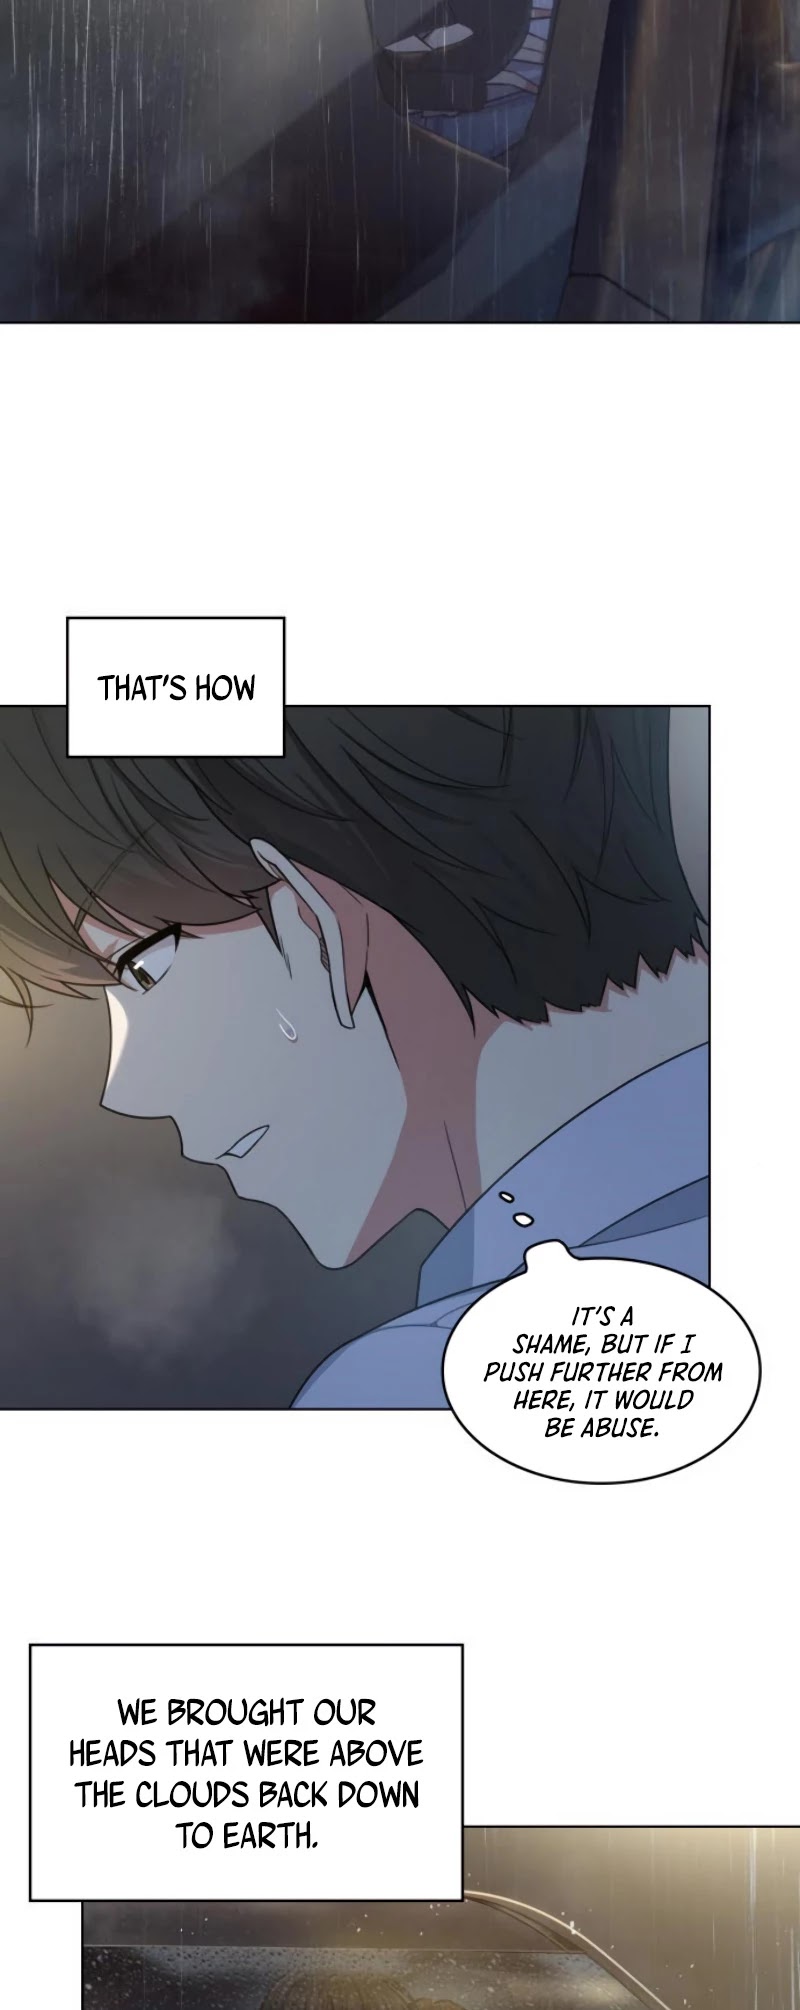 THAT'S HOW
IT'S A
SHAME, BUT IF I
PUSH FURTHER FROM
HERE, IT WOULD
BE ABUSE.
WE BROUGHT OUR
HEADS THAT WERE ABOVE
THE CLOUDS BACK DOWN
TO EARTH.